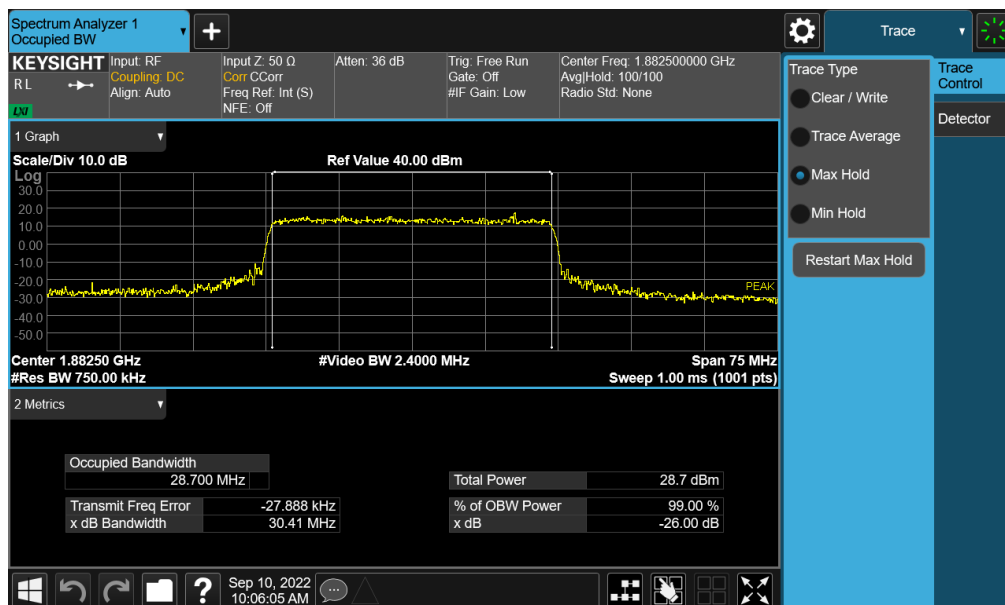 Spectrum Analyzer 1
Occupied BW
Trace
KEYSIGHT
R L
LXI
Input: RF
Coupling: DC
Align: Auto
Input Z: 50 Ω
Corr CCorr
Freq Ref: Int (S)
NFE: Off
Atten: 36 dB
Trig: Free Run
Gate: Off
#IF Gain: Low
Center Freq: 1.882500000 GHz
Avg|Hold: 100/100
Radio Std: None
Trace Type
Clear / Write
Trace Average
Max Hold
Min Hold
Restart Max Hold
Trace
Control
Detector
1 Graph
Scale/Div 10.0 dB
Ref Value 40.00 dBm
Log
30.0
20.0
10.0
0.00
-10.0
-20.0
-30.0
-40.0
-50.0
PEAK
Center 1.88250 GHz
#Video BW 2.4000 MHz
Span 75 MHz
#Res BW 750.00 kHz
Sweep 1.00 ms (1001 pts)
2 Metrics
Occupied Bandwidth
28.700 MHz
Total Power 28.7 dBm
Transmit Freq Error -27.888 kHz
% of OBW Power 99.00 %
x dB Bandwidth 30.41 MHz
x dB -26.00 dB
?
Sep 10, 2022
10:06:05 AM